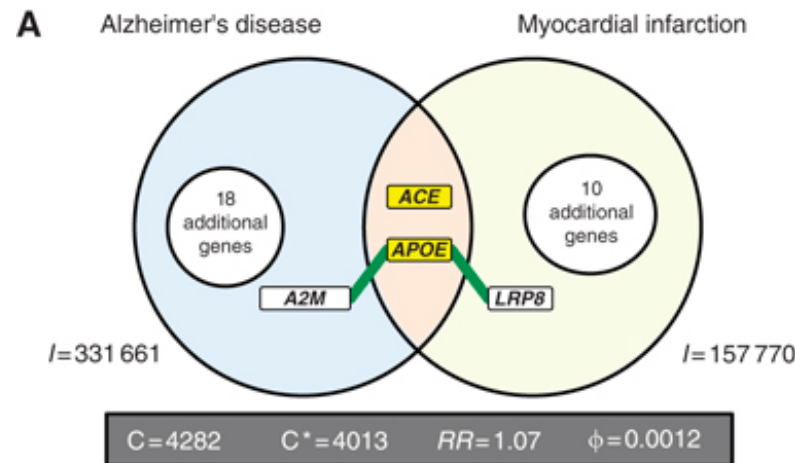 A
Alzheimer's disease
Myocardial infarction
18
additional
genes
10
additional
genes
ACE
APOE
A2M
LRP8
I=331 661
I=157 770
C=4282 C*=4013 RR=1.07 ϕ=0.0012